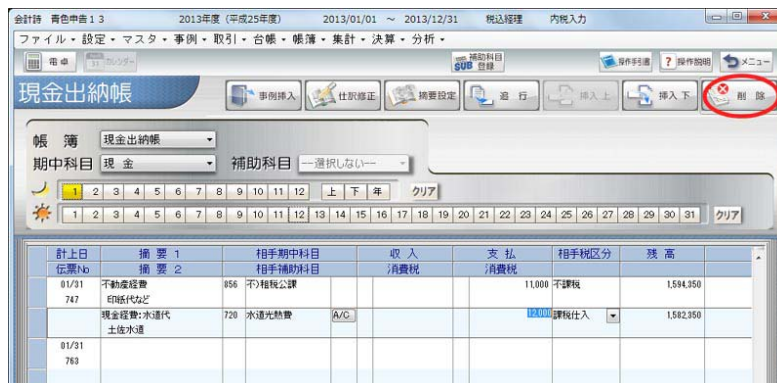 会計詩 青色申告13 2013年度 (平成25年度) 2013/01/01 ～ 2013/12/31 税込経理 内税入力
ファイル・設定・マスタ・事例・取引・台帳・帳簿・集計・決算・分析・
電卓 カレンダー SUB 補助科目登録 操作手引書 ? 操作説明 メニュー
現金出納帳 事例挿入 仕訳修正 摘要設定 追行 挿入上 挿入下 削除
帳簿 現金出納帳
期中科目 現金 補助科目 --選択しない--
1 2 3 4 5 6 7 8 9 10 11 12 上 下 年 クリア
1 2 3 4 5 6 7 8 9 10 11 12 13 14 15 16 17 18 19 20 21 22 23 24 25 26 27 28 29 30 31 クリア
計上日 摘要1 相手期中科目 収入 支払 相手税区分 残高
伝票No 摘要2 相手補助科目 消費税 消費税
01/31 不動産経費 856 不)租税公課 11,000 不課税 1,594,350
747 印紙代など
現金経費:水道代 720 水道光熱費 A/C 12,000 課税仕入 1,582,350
土佐水道
01/31
763